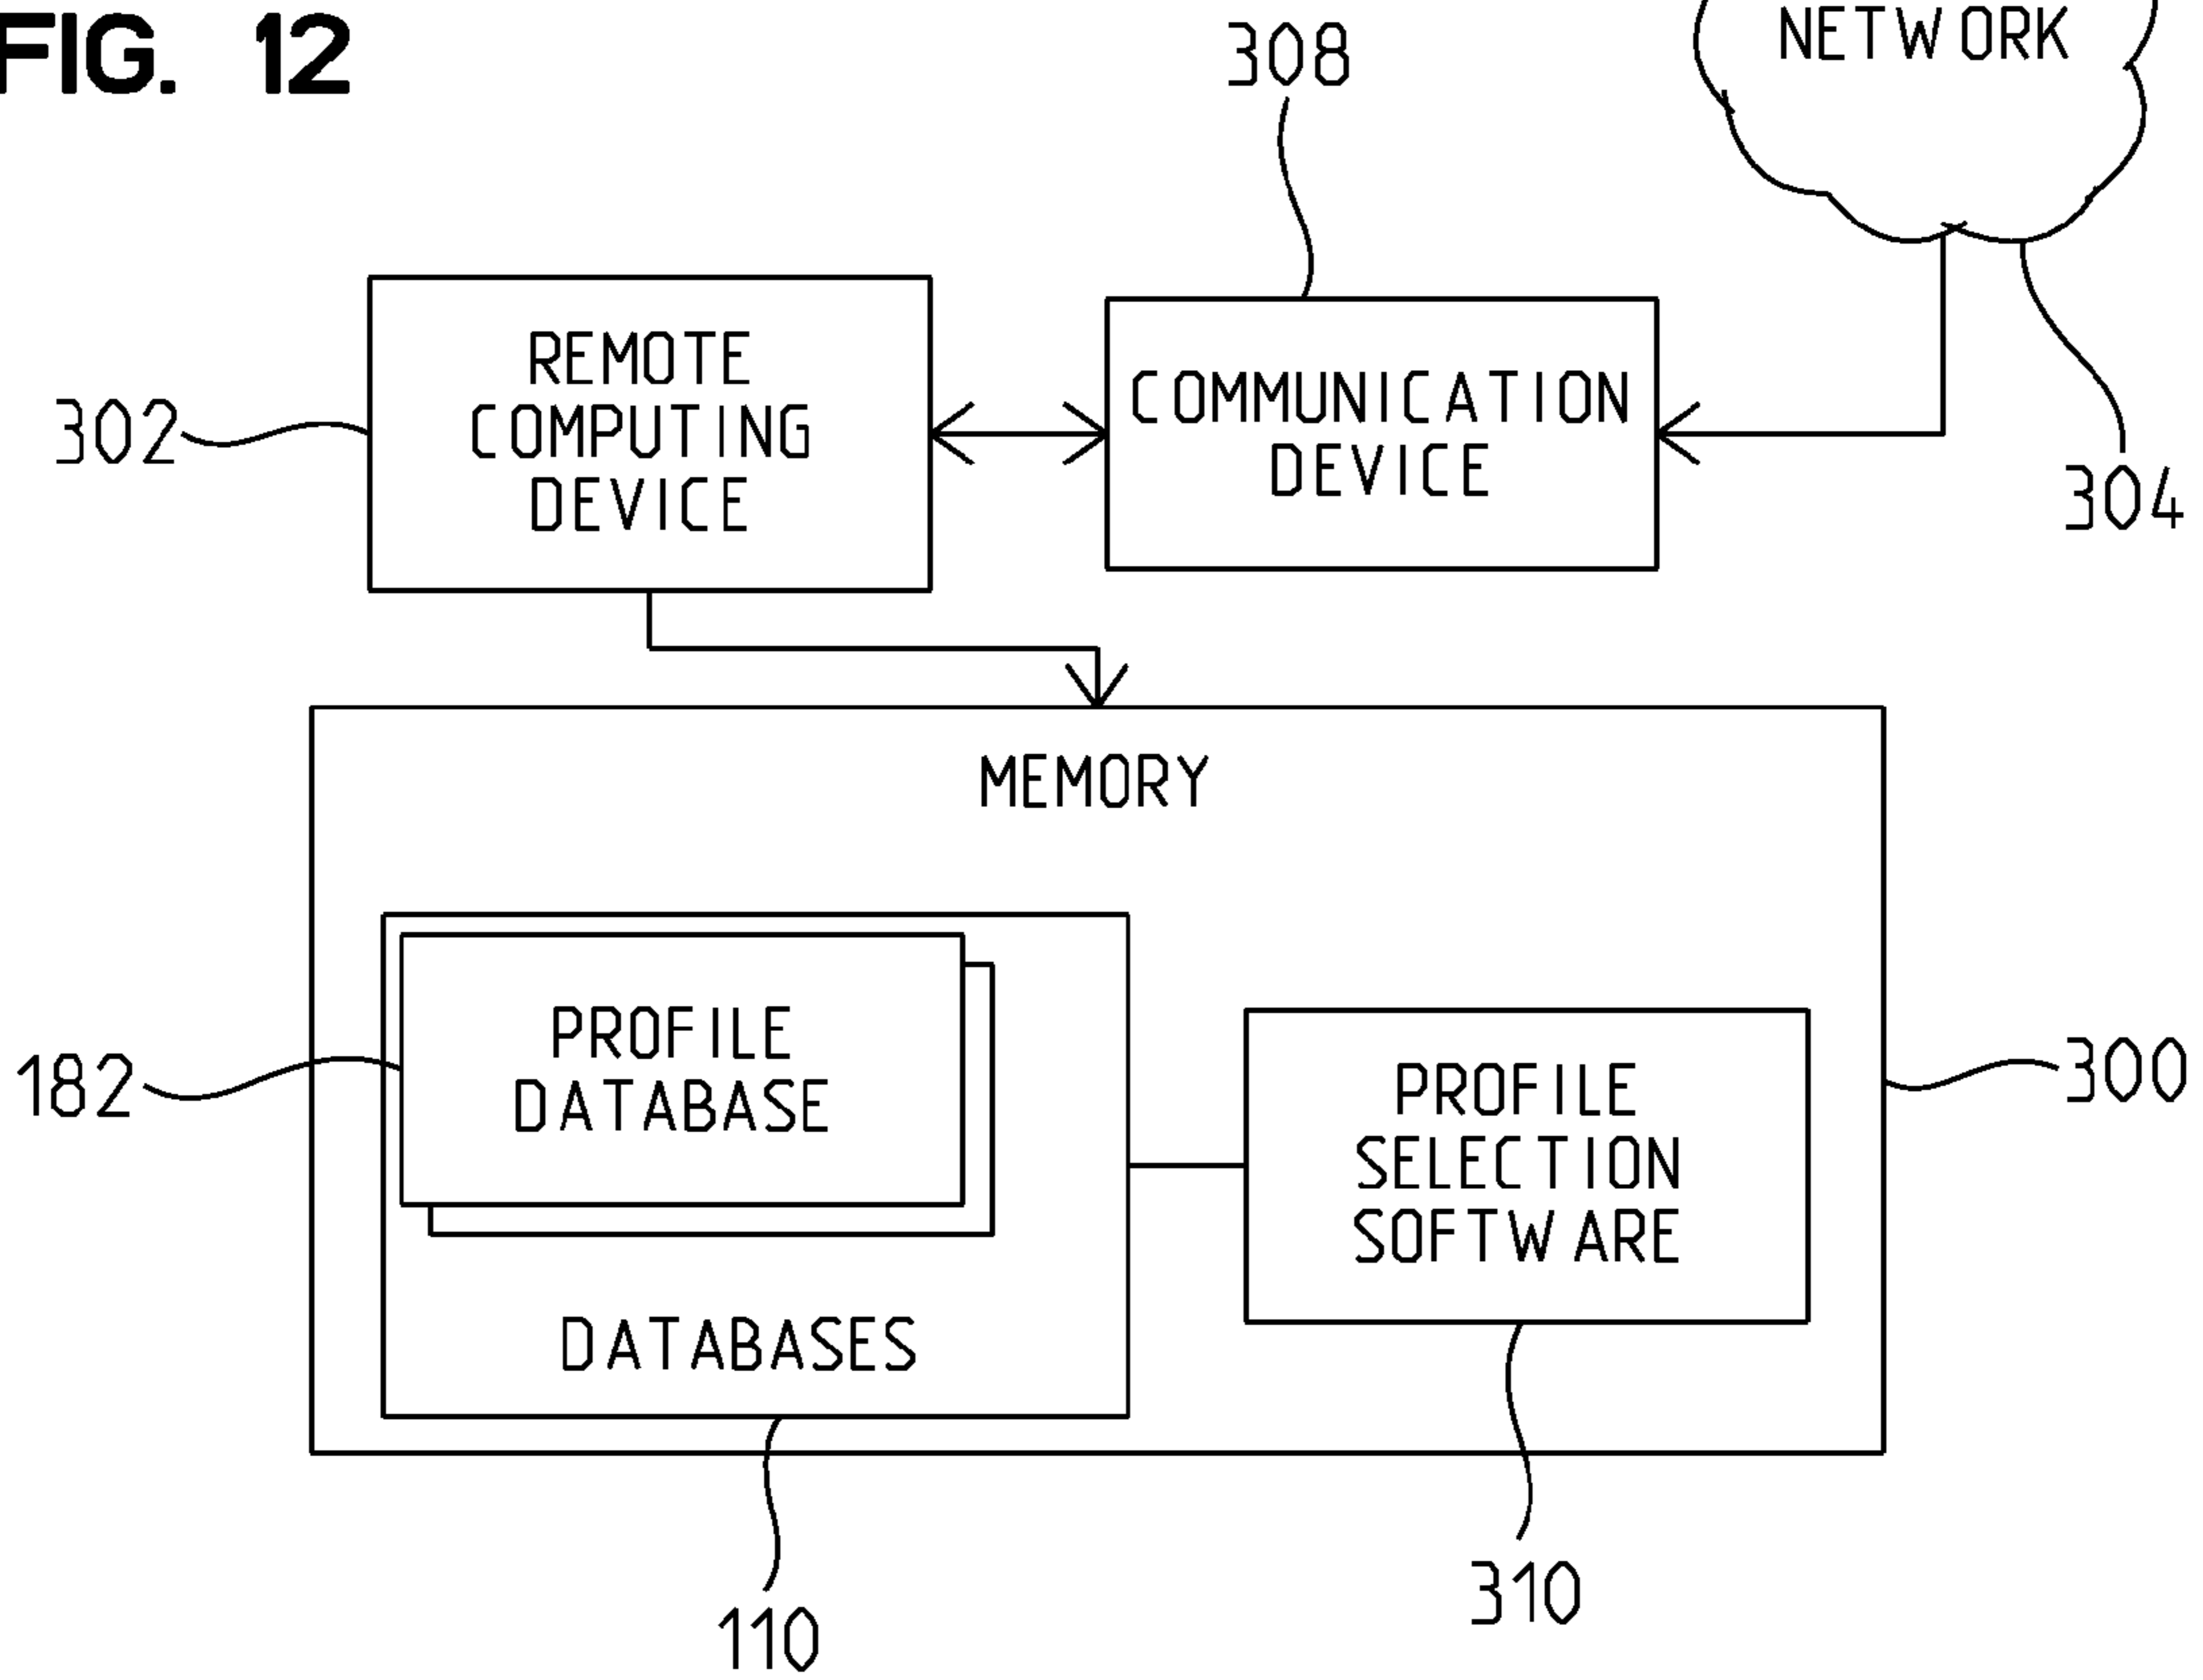 FIG. 12
NETWORK
308
REMOTE
COMPUTING
DEVICE
COMMUNICATION
DEVICE
302
304
MEMORY
PROFILE
DATABASE
182
PROFILE
SELECTION
SOFTWARE
300
DATABASES
310
110